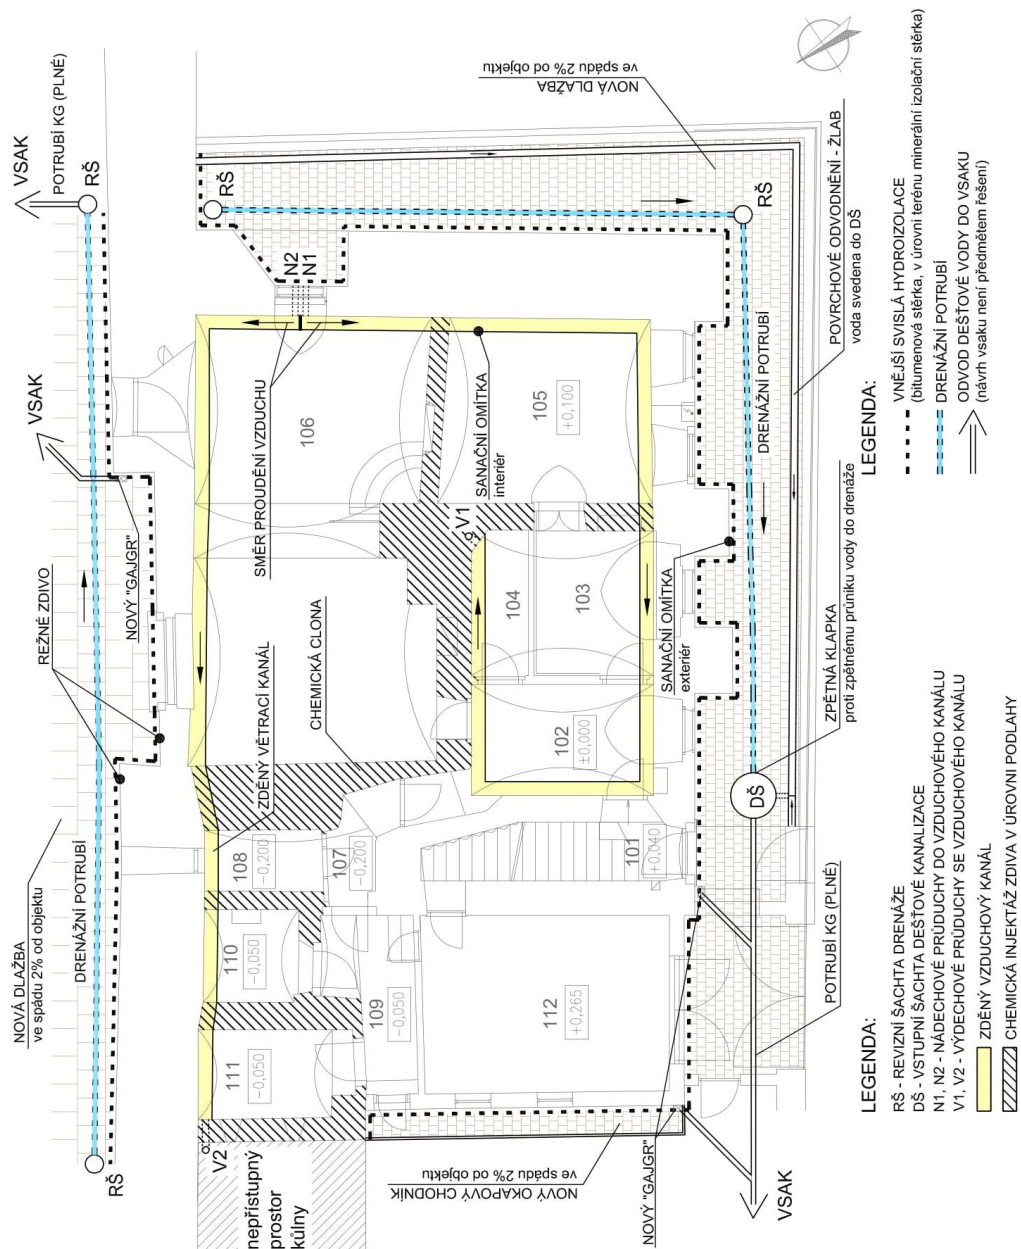 NOVÁ DLAŽBA
ve spádu 2% od objektu
DRENÁŽNÍ POTRUBÍ
REŽNÉ ZDIVO
NOVÝ "GAJGR"
VSAK
VSAK
POTRUBÍ KG (PLNÉ)
RŠ
RŠ
V2
nepřístupný
prostor
kůlny
111
-0,050
110
-0,050
108
-0,200
107
-0,200
109
-0,050
112
+0,265
101
+0,040
102
±0,000
103
104
105
+0,100
106
ZDĚNÝ VĚTRACÍ KANÁL
CHEMICKÁ CLONA
SMĚR PROUDĚNÍ VZDUCHU
V1
SANAČNÍ OMÍTKA
interiér
N2
N1
RŠ
RŠ
NOVÁ DLAŽBA
ve spádu 2% od objektu
SANAČNÍ OMÍTKA
exteriér
DRENÁŽNÍ POTRUBÍ
POVRCHOVÉ ODVODNĚNÍ - ŽLAB
voda svedena do DŠ
ZPĚTNÁ KLAPKA
proti zpětnému průniku vody do drenáže
DŠ
POTRUBÍ KG (PLNÉ)
NOVÝ OKAPOVÝ CHODNÍK
ve spádu 2% od objektu
NOVÝ "GAJGR"
VSAK
LEGENDA:
RŠ - REVIZNÍ ŠACHTA DRENÁŽE
DŠ - VSTUPNÍ ŠACHTA DEŠŤOVÉ KANALIZACE
N1, N2 - NÁDECHOVÉ PRŮDUCHY DO VZDUCHOVÉHO KANÁLU
V1, V2 - VÝDECHOVÉ PRŮDUCHY SE VZDUCHOVÉHO KANÁLU
ZDĚNÝ VZDUCHOVÝ KANÁL
CHEMICKÁ INJEKTÁŽ ZDIVA V ÚROVNI PODLAHY
LEGENDA:
VNĚJŠÍ SVISLÁ HYDROIZOLACE
(bitumenová stěrka, v úrovni terénu minerální izolační stěrka)
DRENÁŽNÍ POTRUBÍ
ODVOD DEŠŤOVÉ VODY DO VSAKU
(návrh vsaku není předmětem řešení)